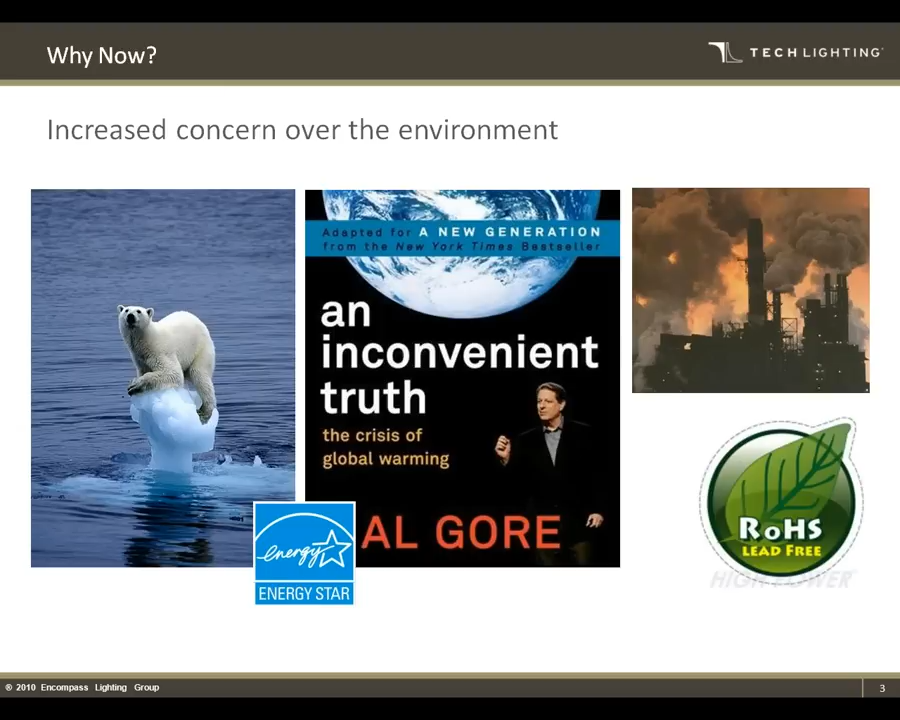 Why Now?
TECH LIGHTING
Increased concern over the environment
Adapted for A NEW GENERATION
from the New York Times Bestseller
an
inconvenient
truth
the crisis of
global warming
AL GORE
energy
ENERGY STAR
RoHS
LEAD FREE
HIGH POWER
® 2010 Encompass Lighting Group
3